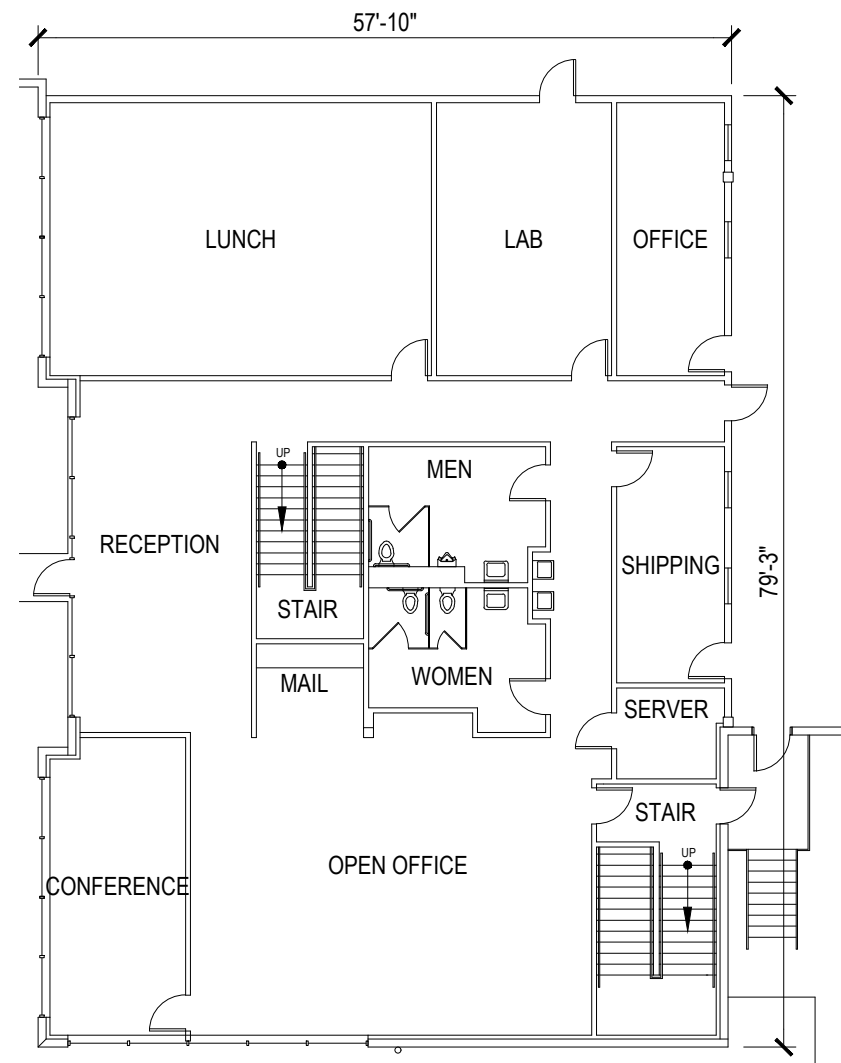 57'-10"
LUNCH
LAB
OFFICE
UP
MEN
RECEPTION
SHIPPING
79'-3"
STAIR
MAIL
WOMEN
SERVER
STAIR
UP
OPEN OFFICE
CONFERENCE